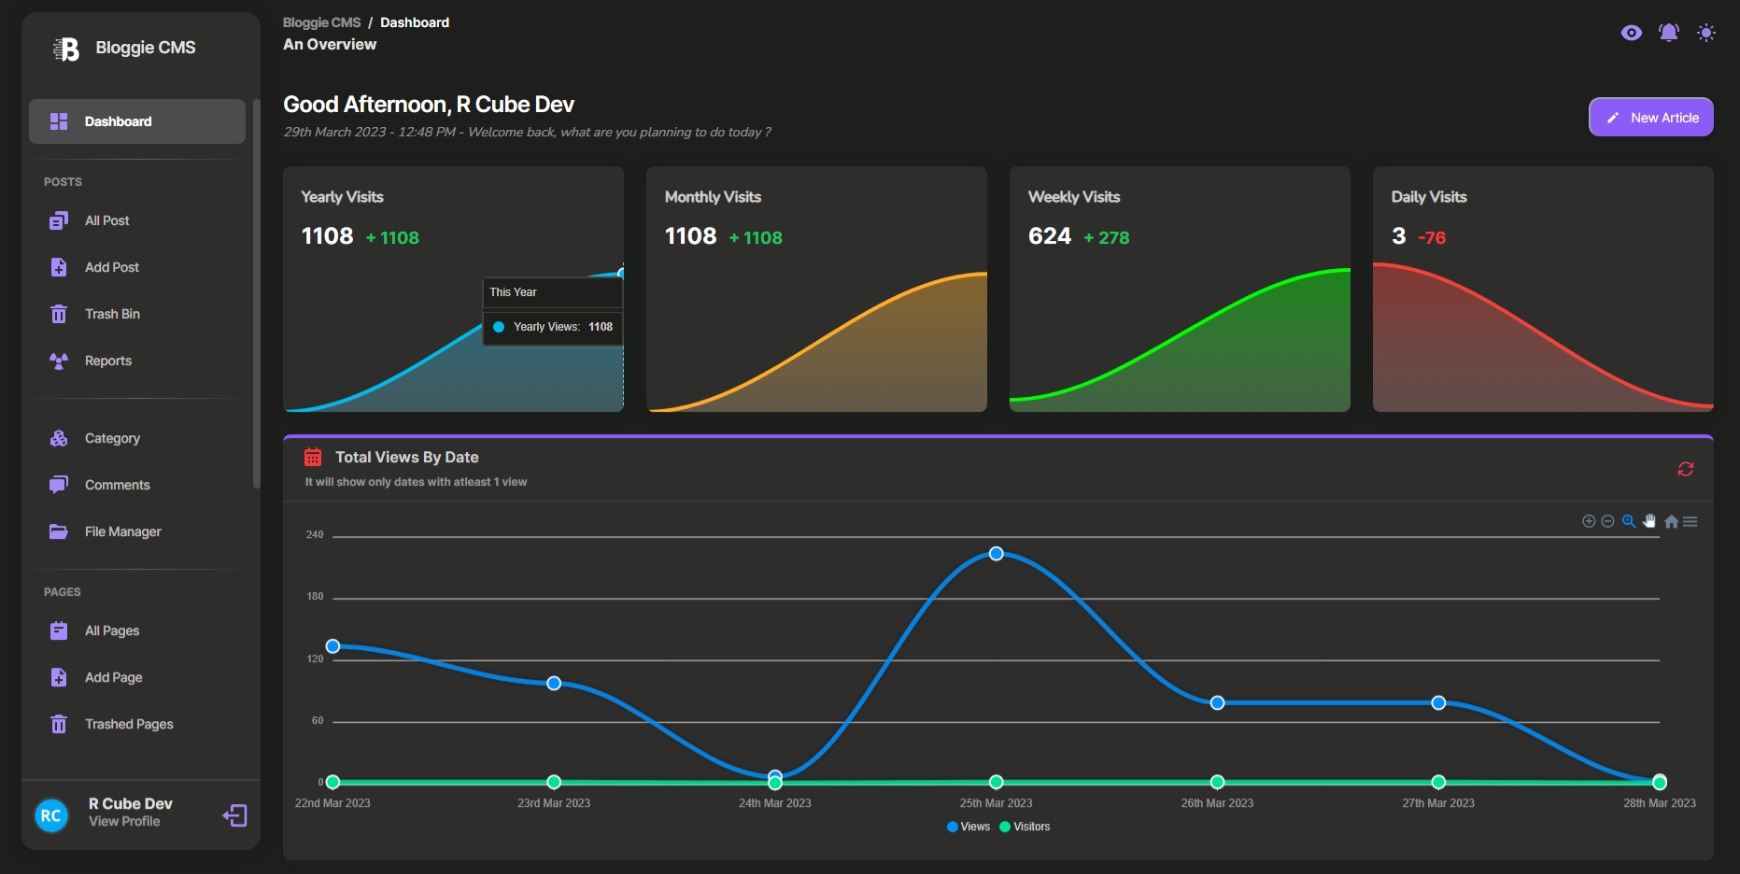 Bloggie CMS
Dashboard
POSTS
All Post
Add Post
Trash Bin
Reports
Category
Comments
File Manager
PAGES
All Pages
Add Page
Trashed Pages
RC
R Cube Dev
View Profile
Bloggie CMS / Dashboard
An Overview
Good Afternoon, R Cube Dev
29th March 2023 - 12:48 PM - Welcome back, what are you planning to do today ?
New Article
Yearly Visits
1108 + 1108
This Year
Yearly Views: 1108
Monthly Visits
1108 + 1108
Weekly Visits
624 + 278
Daily Visits
3 -76
Total Views By Date
It will show only dates with atleast 1 view
240
180
120
60
0
22nd Mar 2023 23rd Mar 2023 24th Mar 2023 25th Mar 2023 26th Mar 2023 27th Mar 2023 28th Mar 2023
Views Visitors